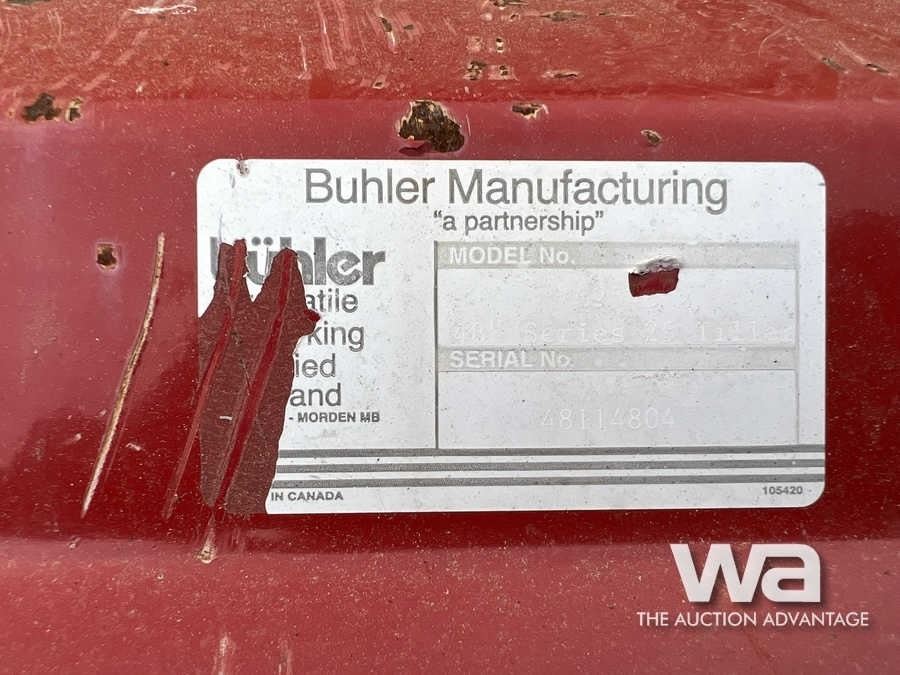 Buhler Manufacturing
"a partnership"
MODEL No.
Series
SERIAL No.
48114804
bühler
atile
king
ied
and
- MORDEN MB
IN CANADA
105420
wa
THE AUCTION ADVANTAGE